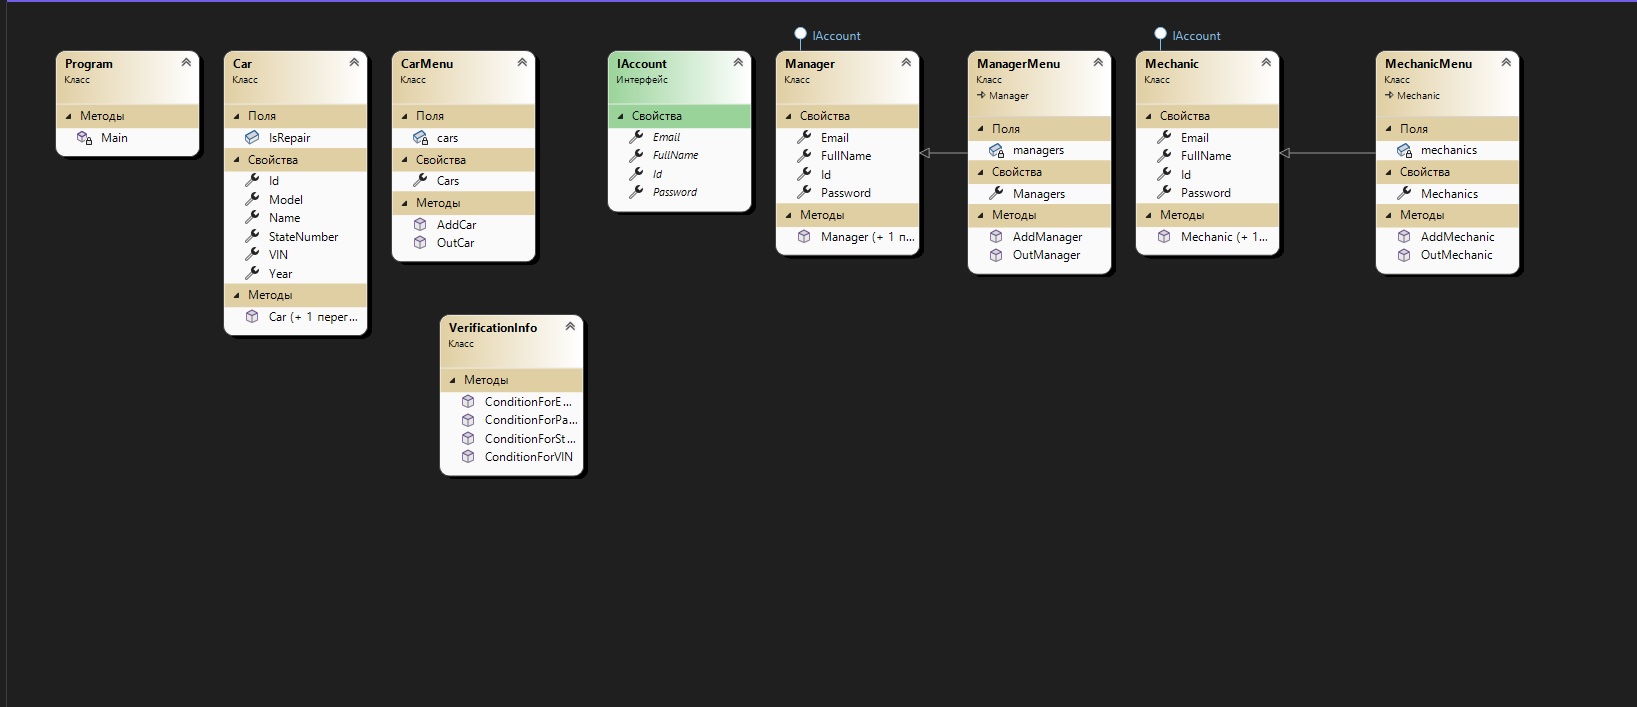 IAccount
IAccount
Program
Класс
Методы
Main
Car
Класс
Поля
IsRepair
Свойства
Id
Model
Name
StateNumber
VIN
Year
Методы
Car (+ 1 перег...
CarMenu
Класс
Поля
cars
Свойства
Cars
Методы
AddCar
OutCar
IAccount
Интерфейс
Свойства
Email
FullName
Id
Password
Manager
Класс
Свойства
Email
FullName
Id
Password
Методы
Manager (+ 1 п...
ManagerMenu
Класс
Manager
Поля
managers
Свойства
Managers
Методы
AddManager
OutManager
Mechanic
Класс
Свойства
Email
FullName
Id
Password
Методы
Mechanic (+ 1...
MechanicMenu
Класс
Mechanic
Поля
mechanics
Свойства
Mechanics
Методы
AddMechanic
OutMechanic
VerificationInfo
Класс
Методы
ConditionForE...
ConditionForPa...
ConditionForSt...
ConditionForVIN